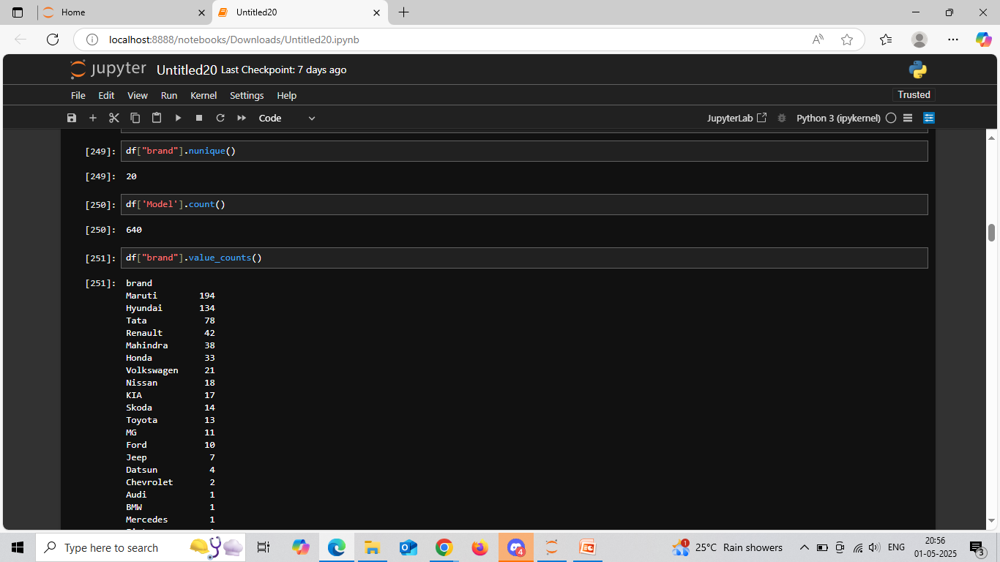 Home
Untitled20
localhost:8888/notebooks/Downloads/Untitled20.ipynb
jupyter Untitled20 Last Checkpoint: 7 days ago
File Edit View Run Kernel Settings Help Trusted
Code JupyterLab Python 3 (ipykernel)
[249]: df["brand"].nunique()
[249]: 20
[250]: df['Model'].count()
[250]: 640
[251]: df["brand"].value_counts()
[251]: brand
Maruti 194
Hyundai 134
Tata 78
Renault 42
Mahindra 38
Honda 33
Volkswagen 21
Nissan 18
KIA 17
Skoda 14
Toyota 13
MG 11
Ford 10
Jeep 7
Datsun 4
Chevrolet 2
Audi 1
BMW 1
Mercedes 1
Type here to search 4 1 25°C Rain showers ENG 20:56
01-05-2025 3